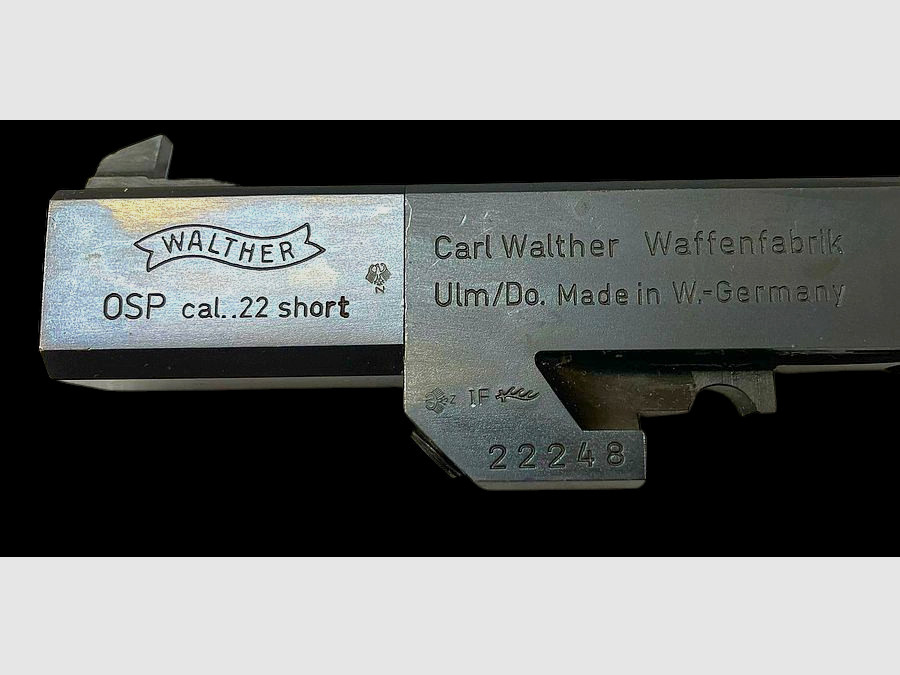 WALTHER
OSP cal. .22 short
Carl Walther Waffenfabrik
Ulm/Do. Made in W.-Germany
N
N IF
22248